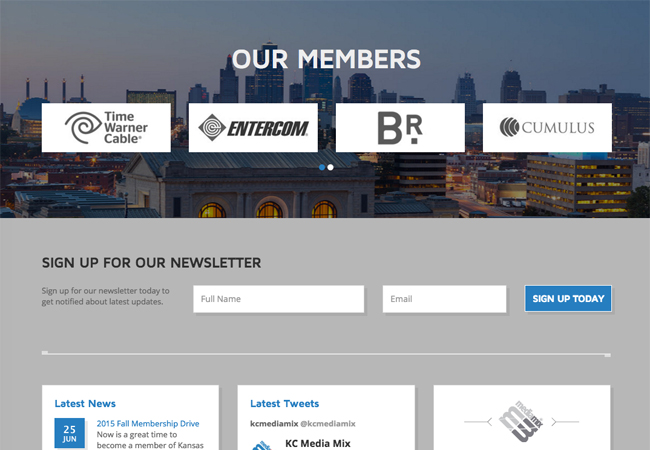 OUR MEMBERS
Time
Warner
Cable®
ENTERCOM®
BR.
CUMULUS
SIGN UP FOR OUR NEWSLETTER
Sign up for our newsletter today to
get notified about latest updates.
Full Name
Email
SIGN UP TODAY
Latest News
25
JUN
2015 Fall Membership Drive
Now is a great time to
become a member of Kansas
Latest Tweets
kcmediamix @kcmediamix
KC Media Mix
mediamix